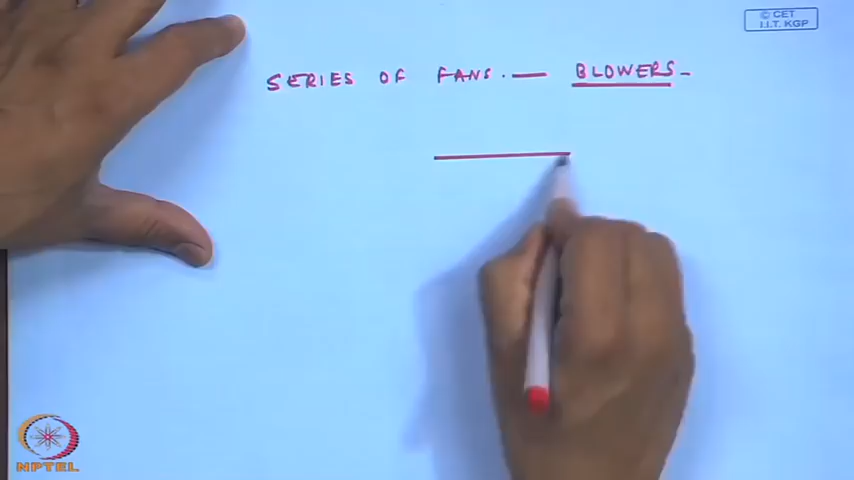 © CET
I.I.T. KGP
SERIES OF FANS. — BLOWERS -
NPTEL